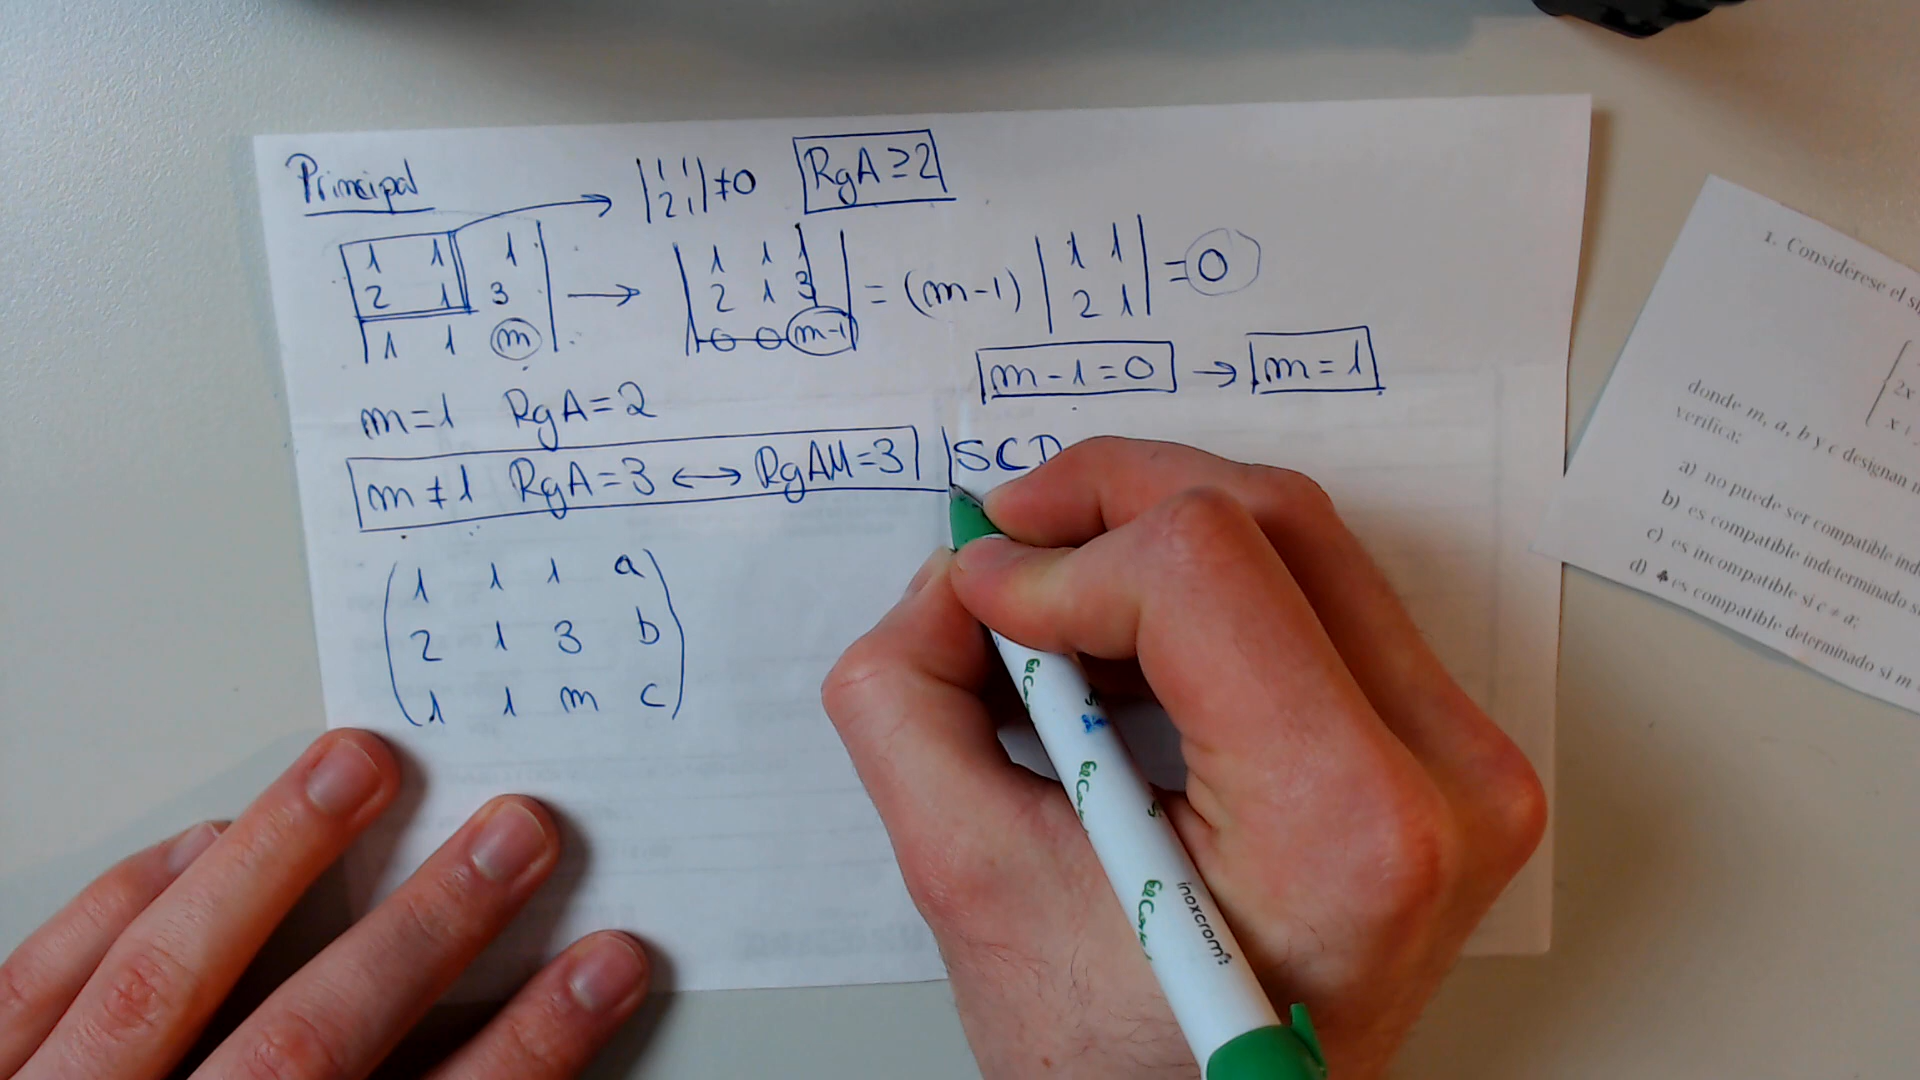 Principal
|1 1
2 1| ≠ 0 RgA ≥ 2
1 1 1
2 1 3
1 1 m
→
1 1 1
2 1 3
0 0 m-1
= (m-1)
1 1
2 1
= 0
m-1=0 → m=1
m=1 RgA=2
m≠1 RgA=3 ↔ RgAM=3 SCD
1 1 1 a
2 1 3 b
1 1 m c
1. Considérese el
2x
x +
donde m, a, b y c designan
verifica:
a) no puede ser compatible
b) es compatible indeterminado
c) es incompatible si c ≠ a;
d) es compatible determinado si m
inoxcrom